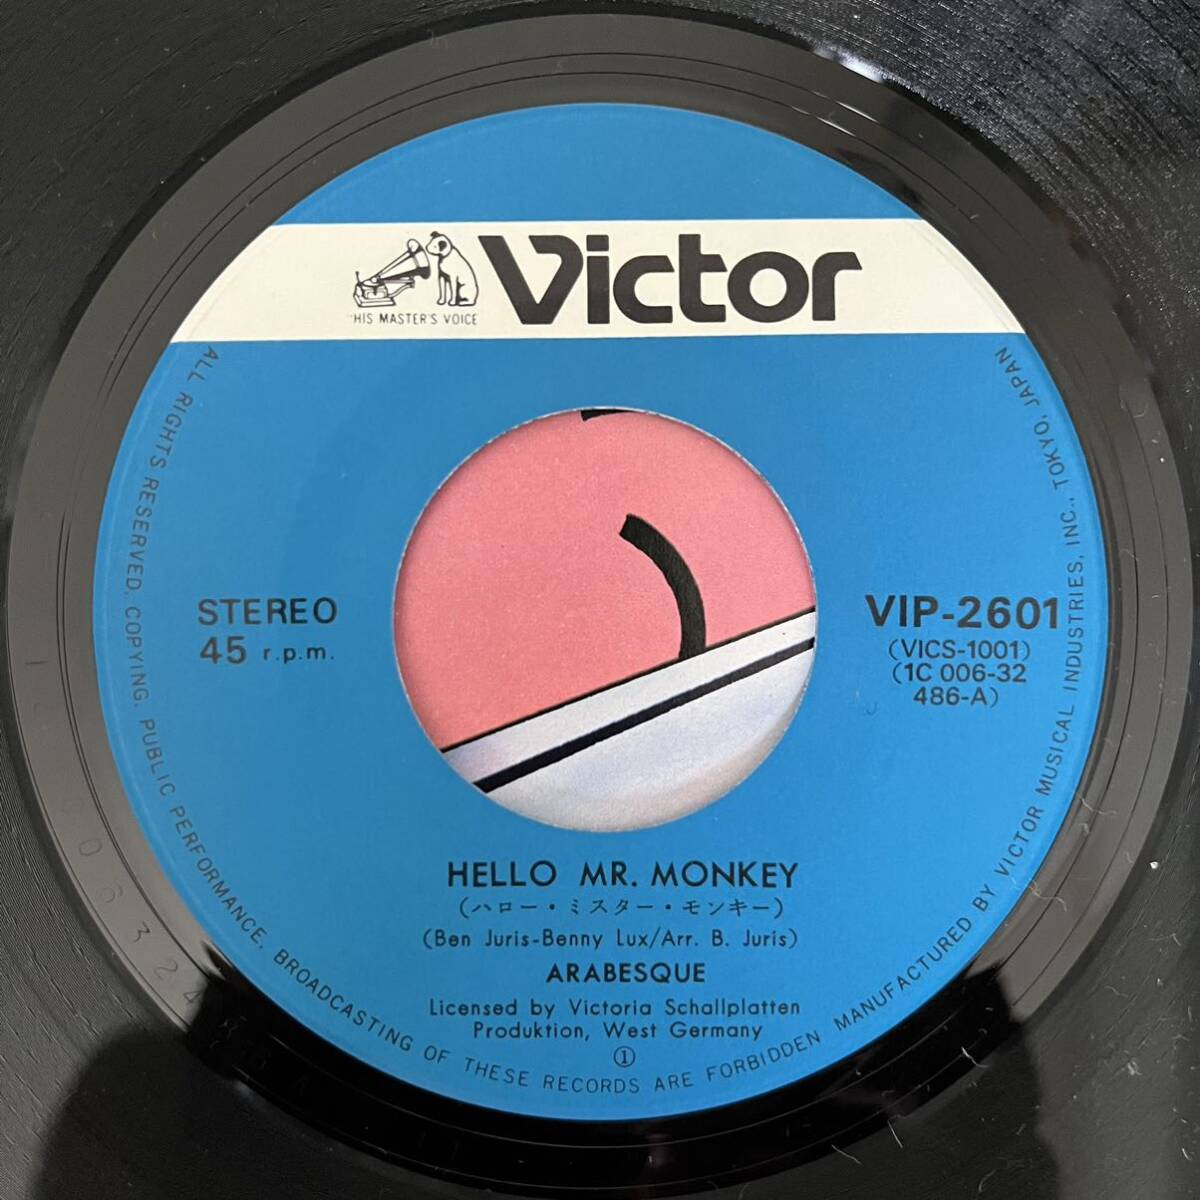 "HIS MASTER'S VOICE
Victor
STEREO
45 r.p.m.
VIP-2601
(VICS-1001)
(1C 006-32
486-A)
HELLO MR. MONKEY
(ハロー・ミスター・モンキー)
(Ben Juris-Benny Lux/Arr. B. Juris)
ARABESQUE
Licensed by Victoria Schallplatten
Produktion, West Germany
①
ALL RIGHTS RESERVED. COPYING. PUBLIC PERFORMANCE. BROADCASTING OF THESE RECORDS ARE FORBIDDEN MANUFACTURED BY VICTOR MUSICAL INDUSTRIES, INC., TOKYO, JAPAN